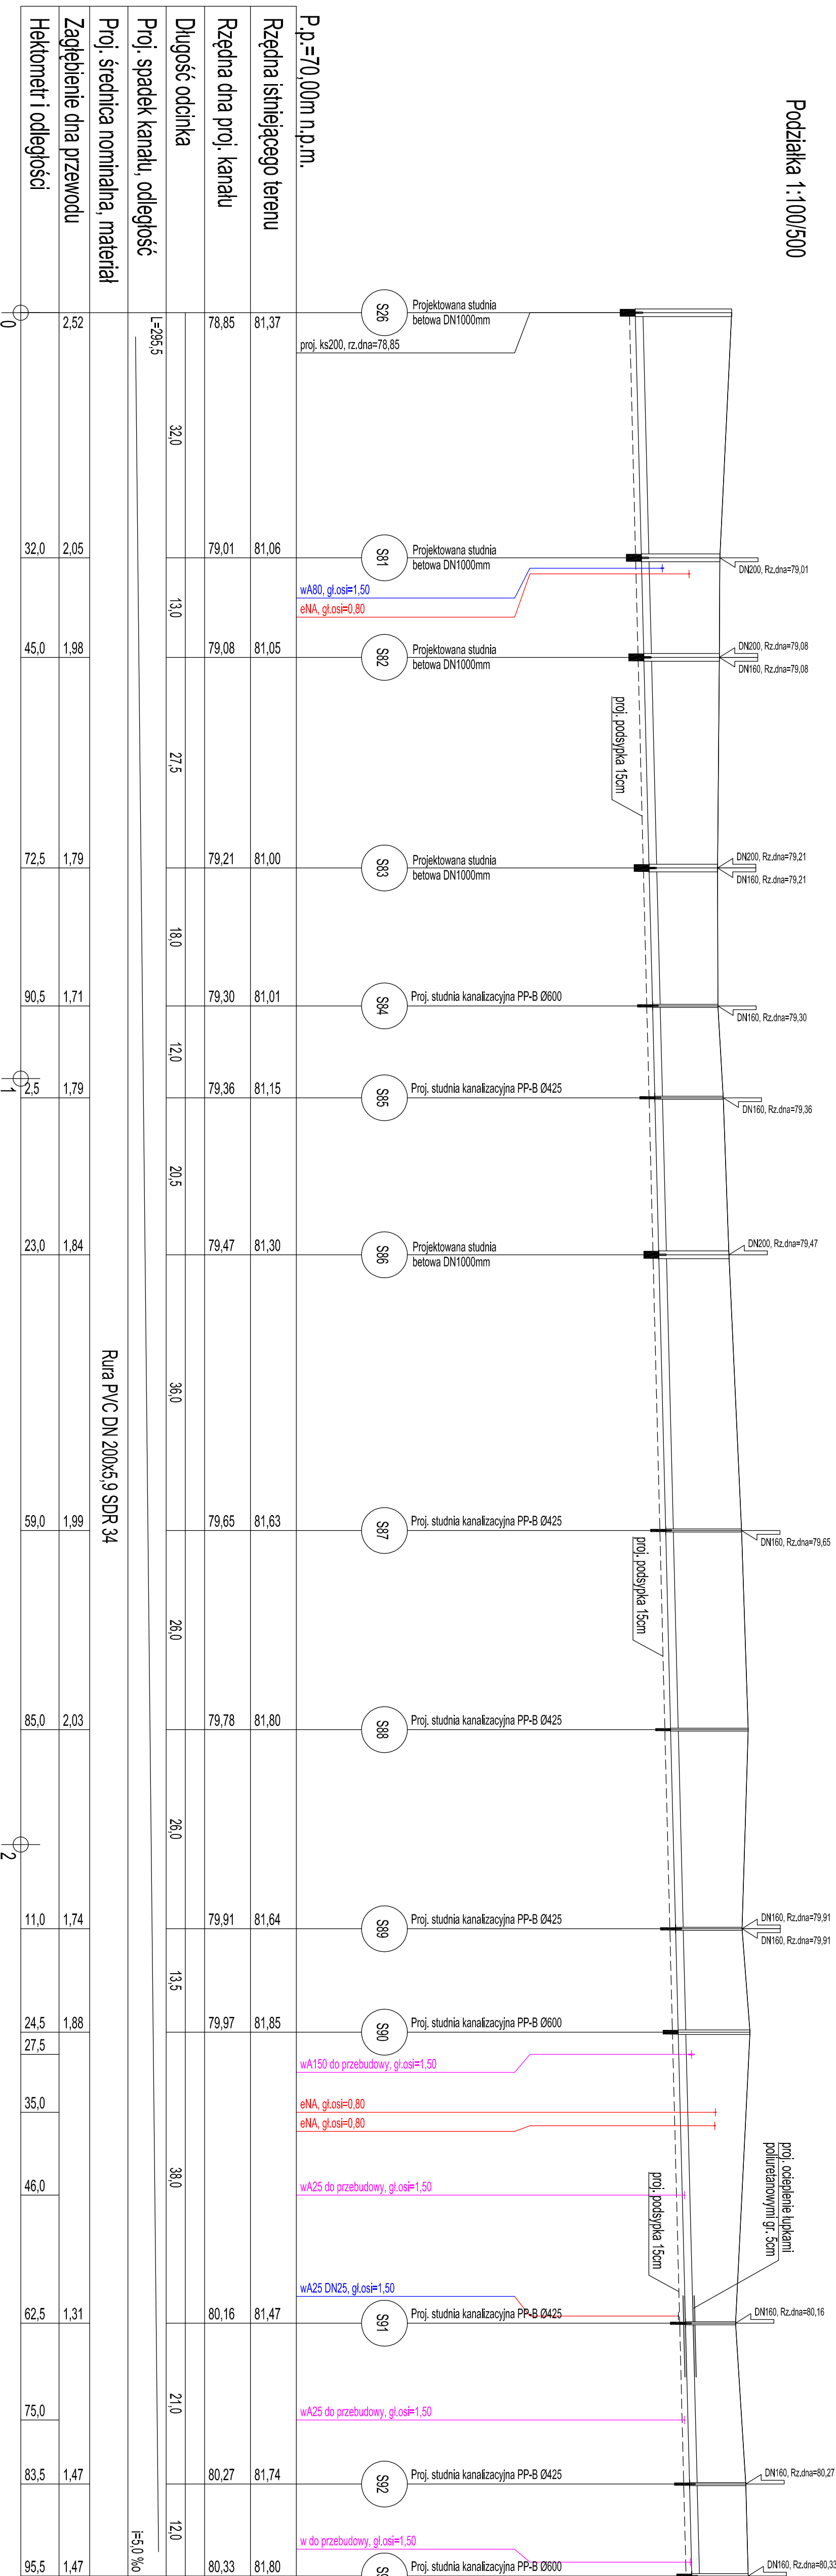 Podziałka 1:100/500
P.p.=70,00m n.p.m.
Rzędna istniejącego terenu
Rzędna dna proj. kanału
Długość odcinka
Proj. spadek kanału, odległość
Proj. średnica nominalna, materiał
Zagłębienie dna przewodu
Hektometr i odległości
Projektowana studnia
betowa DN1000mm
S26
81,37
78,85
L=295,5
2,52
0
proj. ks200, rz.dna=78,85
32,0
DN200, Rz.dna=79,01
Projektowana studnia
betowa DN1000mm
S81
81,06
79,01
2,05
32,0
wA80, gł.osi=1,50
eNA, gł.osi=0,80
13,0
DN200, Rz.dna=79,08
DN160, Rz.dna=79,08
Projektowana studnia
betowa DN1000mm
S82
81,05
79,08
1,98
45,0
proj. podsypka 15cm
27,5
DN200, Rz.dna=79,21
DN160, Rz.dna=79,21
Projektowana studnia
betowa DN1000mm
S83
81,00
79,21
1,79
72,5
18,0
DN160, Rz.dna=79,30
Proj. studnia kanalizacyjna PP-B Ø600
S84
81,01
79,30
1,71
90,5
12,0
1
DN160, Rz.dna=79,36
Proj. studnia kanalizacyjna PP-B Ø425
S85
81,15
79,36
1,79
2,5
20,5
DN200, Rz.dna=79,47
Projektowana studnia
betowa DN1000mm
S86
81,30
79,47
1,84
23,0
36,0
Rura PVC DN 200x5,9 SDR 34
DN160, Rz.dna=79,65
Proj. studnia kanalizacyjna PP-B Ø425
S87
81,63
79,65
1,99
59,0
proj. podsypka 15cm
26,0
Proj. studnia kanalizacyjna PP-B Ø425
S88
81,80
79,78
2,03
85,0
26,0
2
DN160, Rz.dna=79,91
DN160, Rz.dna=79,91
Proj. studnia kanalizacyjna PP-B Ø425
S89
81,64
79,91
1,74
11,0
13,5
Proj. studnia kanalizacyjna PP-B Ø600
S90
81,85
79,97
1,88
24,5
27,5
wA150 do przebudowy, gł.osi=1,50
35,0
eNA, gł.osi=0,80
eNA, gł.osi=0,80
38,0
46,0
wA25 do przebudowy, gł.osi=1,50
proj. ocieplenie łupkami
poliuretanowymi gr. 5cm
proj. podsypka 15cm
wA25 DN25, gł.osi=1,50
DN160, Rz.dna=80,16
Proj. studnia kanalizacyjna PP-B Ø425
S91
81,47
80,16
1,31
62,5
21,0
75,0
wA25 do przebudowy, gł.osi=1,50
DN160, Rz.dna=80,27
Proj. studnia kanalizacyjna PP-B Ø425
S92
81,74
80,27
1,47
83,5
12,0
i=5,0 ‰
w do przebudowy, gł.osi=1,50
DN160, Rz.dna=80,33
Proj. studnia kanalizacyjna PP-B Ø600
81,80
80,33
1,47
95,5